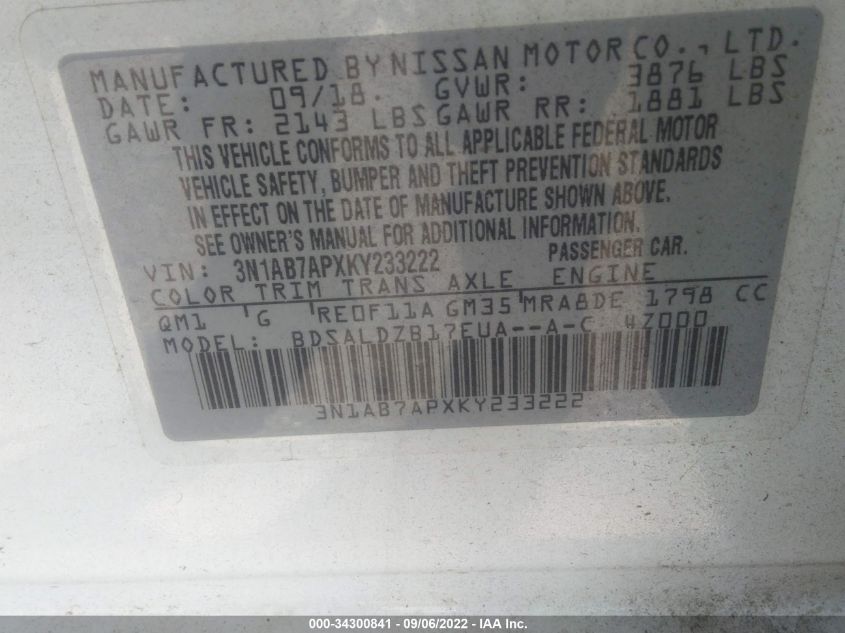 MANUFACTURED BY NISSAN MOTOR CO., LTD.
DATE: 09/18. GVWR: 3876 LBS
GAWR FR: 2143 LBS GAWR RR: 1881 LBS
THIS VEHICLE CONFORMS TO ALL APPLICABLE FEDERAL MOTOR
VEHICLE SAFETY, BUMPER AND THEFT PREVENTION STANDARDS
IN EFFECT ON THE DATE OF MANUFACTURE SHOWN ABOVE.
SEE OWNER'S MANUAL FOR ADDITIONAL INFORMATION.
VIN: 3N1AB7APXKY233222 PASSENGER CAR.
COLOR TRIM TRANS AXLE ENGINE
QM1 'G 'RE0F11A GM35'MRA8DE 1798 CC
MODEL: BDSALDZB17EUA--A-C 4Z000
3N1AB7APXKY233222
000-34300841 - 09/06/2022 - IAA Inc.